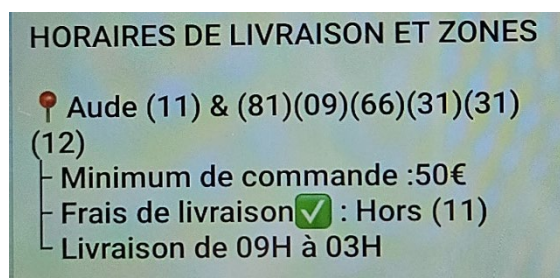 HORAIRES DE LIVRAISON ET ZONES
📍 Aude (11) & (81)(09)(66)(31)(31)
(12)
├ Minimum de commande :50€
├ Frais de livraison✅ : Hors (11)
└ Livraison de 09H à 03H